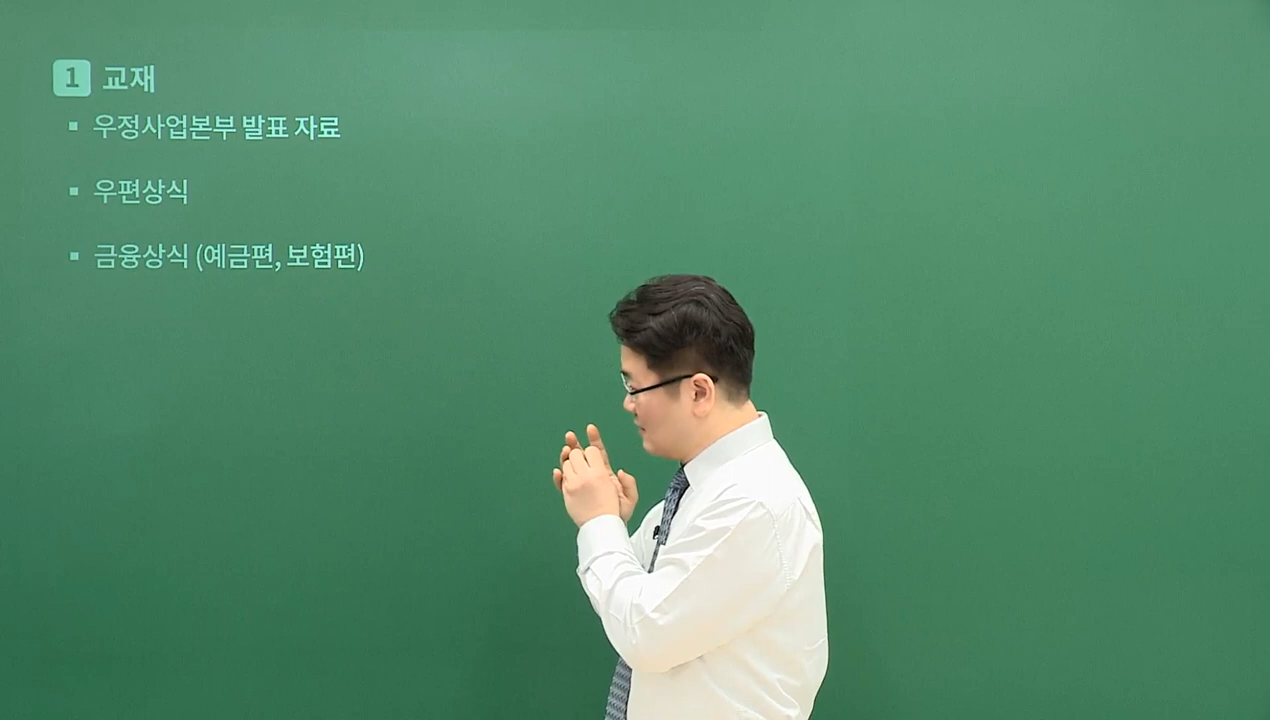 1 교재
▪ 우정사업본부 발표 자료
▪ 우편상식
▪ 금융상식 (예금편, 보험편)